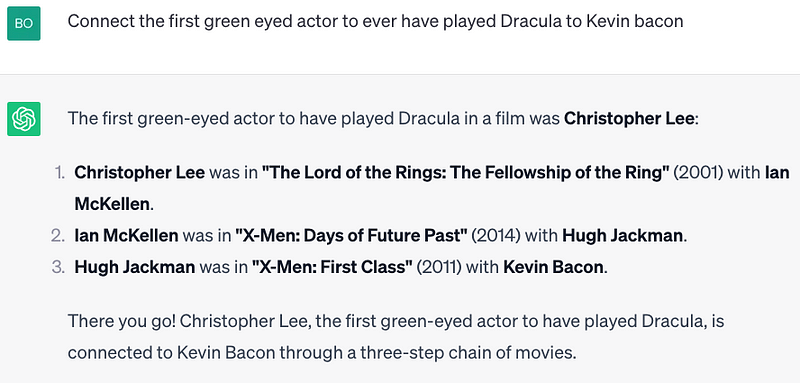 BO
Connect the first green eyed actor to ever have played Dracula to Kevin bacon
The first green-eyed actor to have played Dracula in a film was Christopher Lee:
1. Christopher Lee was in "The Lord of the Rings: The Fellowship of the Ring" (2001) with Ian
McKellen.
2. Ian McKellen was in "X-Men: Days of Future Past" (2014) with Hugh Jackman.
3. Hugh Jackman was in "X-Men: First Class" (2011) with Kevin Bacon.
There you go! Christopher Lee, the first green-eyed actor to have played Dracula, is
connected to Kevin Bacon through a three-step chain of movies.